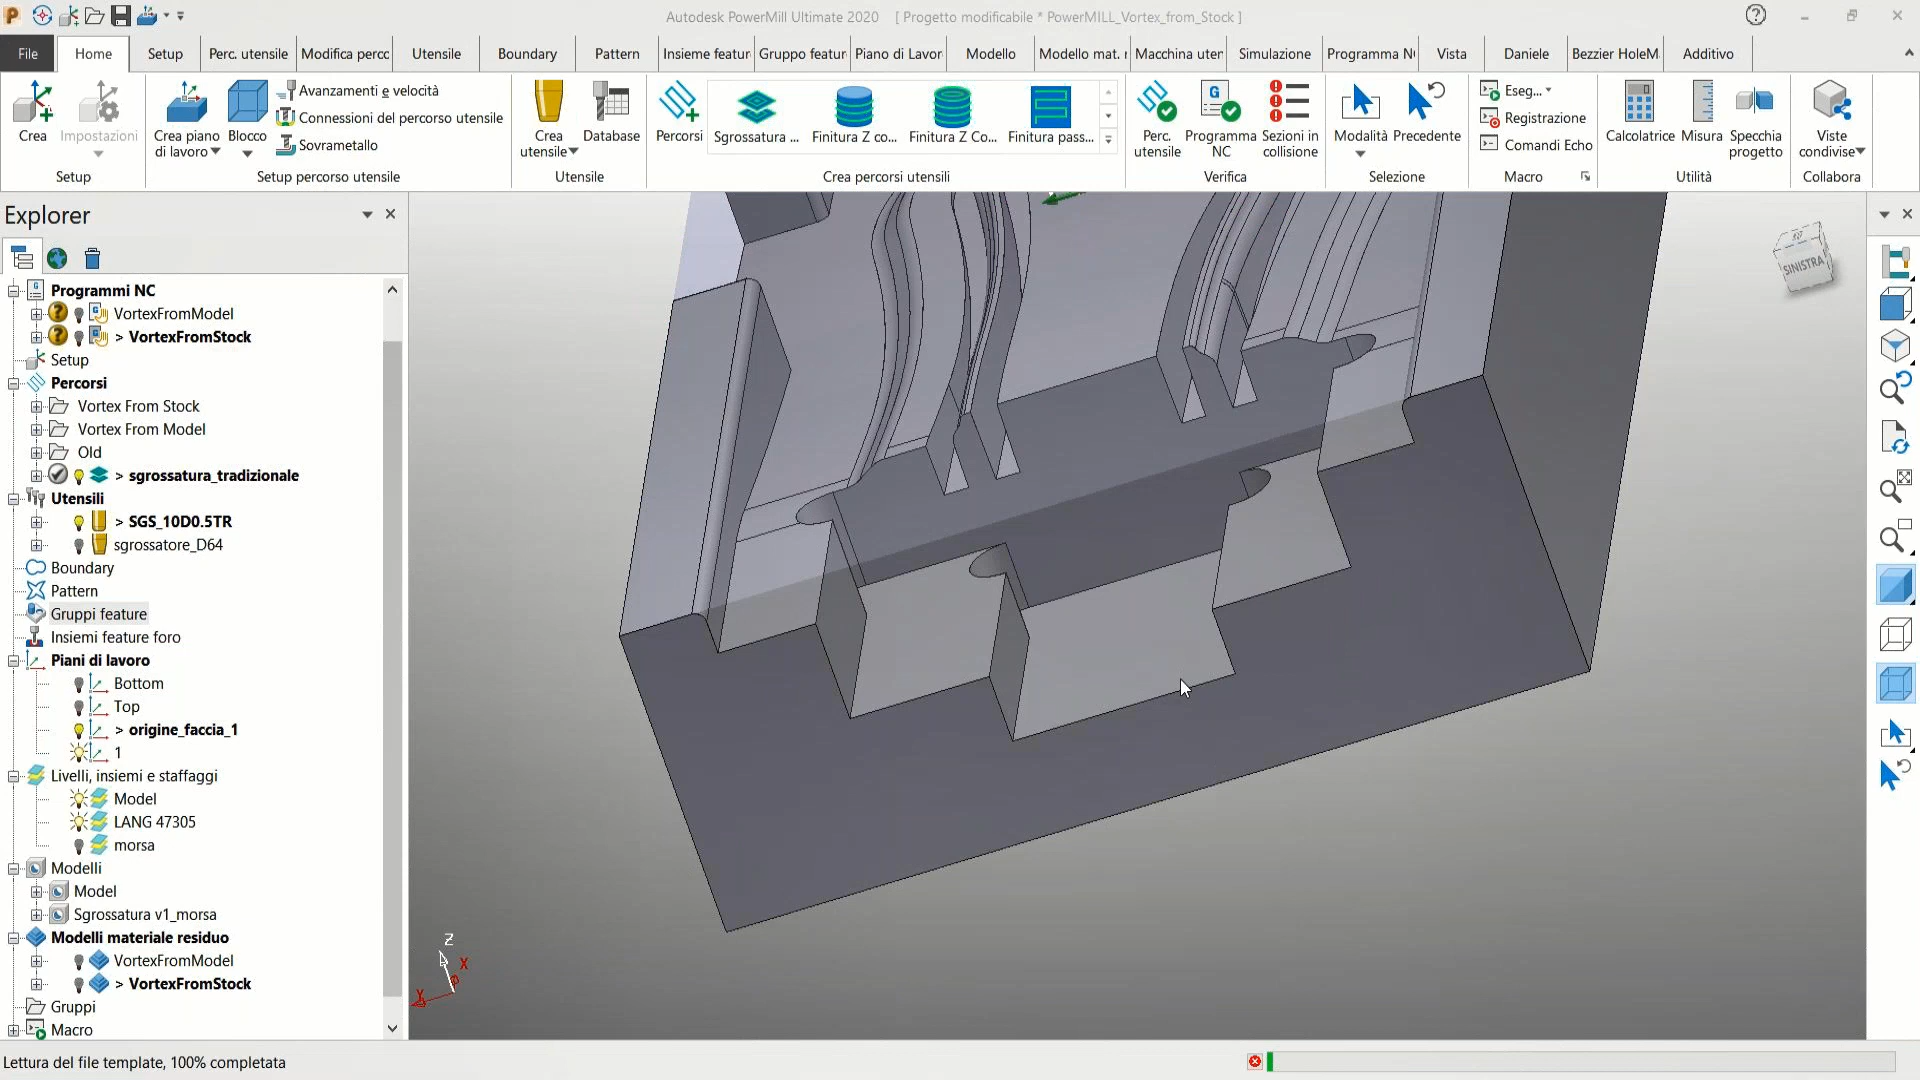 Autodesk PowerMill Ultimate 2020 [ Progetto modificabile * PowerMILL_Vortex_from_Stock ]
File Home Setup Perc. utensile Modifica percc Utensile Boundary Pattern Insieme featur Gruppo featur Piano di Lavor Modello Modello mat. r Macchina uten Simulazione Programma N Vista Daniele Bezzier HoleM Additivo
Crea
Impostazioni
Setup
Crea piano di lavoro
Blocco
Avanzamenti e velocità
Connessioni del percorso utensile
Sovrametallo
Setup percorso utensile
Crea utensile
Database
Utensile
Percorsi
Sgrossatura ...
Finitura Z co...
Finitura Z Co...
Finitura pass...
Crea percorsi utensili
Perc. utensile
Programma NC
Sezioni in collisione
Verifica
Modalità
Precedente
Selezione
Eseg...
Registrazione
Comandi Echo
Macro
Calcolatrice
Misura
Specchia progetto
Utilità
Viste condivise
Collabora
Explorer
Programmi NC
VortexFromModel
> VortexFromStock
Setup
Percorsi
Vortex From Stock
Vortex From Model
Old
> sgrossatura_tradizionale
Utensili
> SGS_10D0.5TR
sgrossatore_D64
Boundary
Pattern
Gruppi feature
Insiemi feature foro
Piani di lavoro
Bottom
Top
> origine_faccia_1
1
Livelli, insiemi e staffaggi
Model
LANG 47305
morsa
Modelli
Model
Sgrossatura v1_morsa
Modelli materiale residuo
VortexFromModel
> VortexFromStock
Gruppi
Macro
SINISTRA
Z
X
Y
Lettura del file template, 100% completata